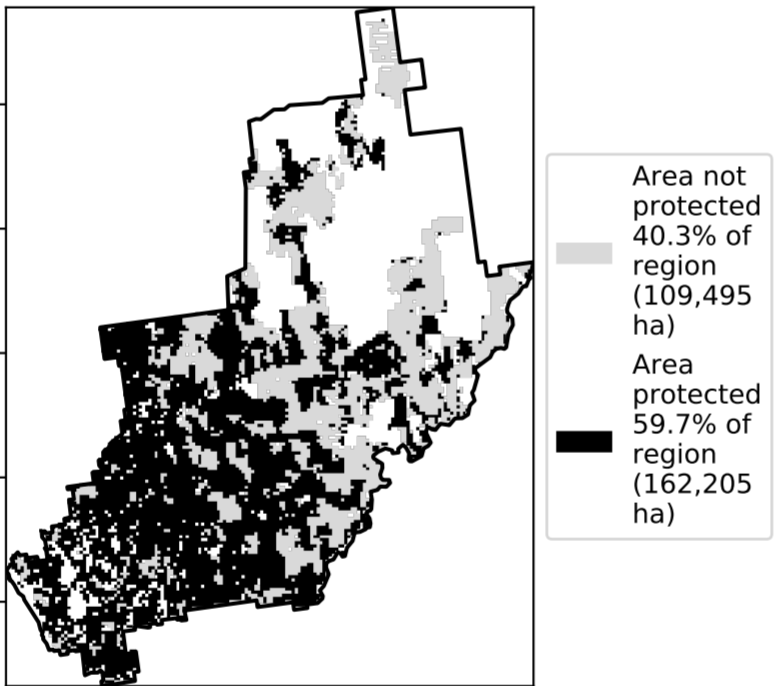 Area not
protected
40.3% of
region
(109,495
ha)
Area
protected
59.7% of
region
(162,205
ha)